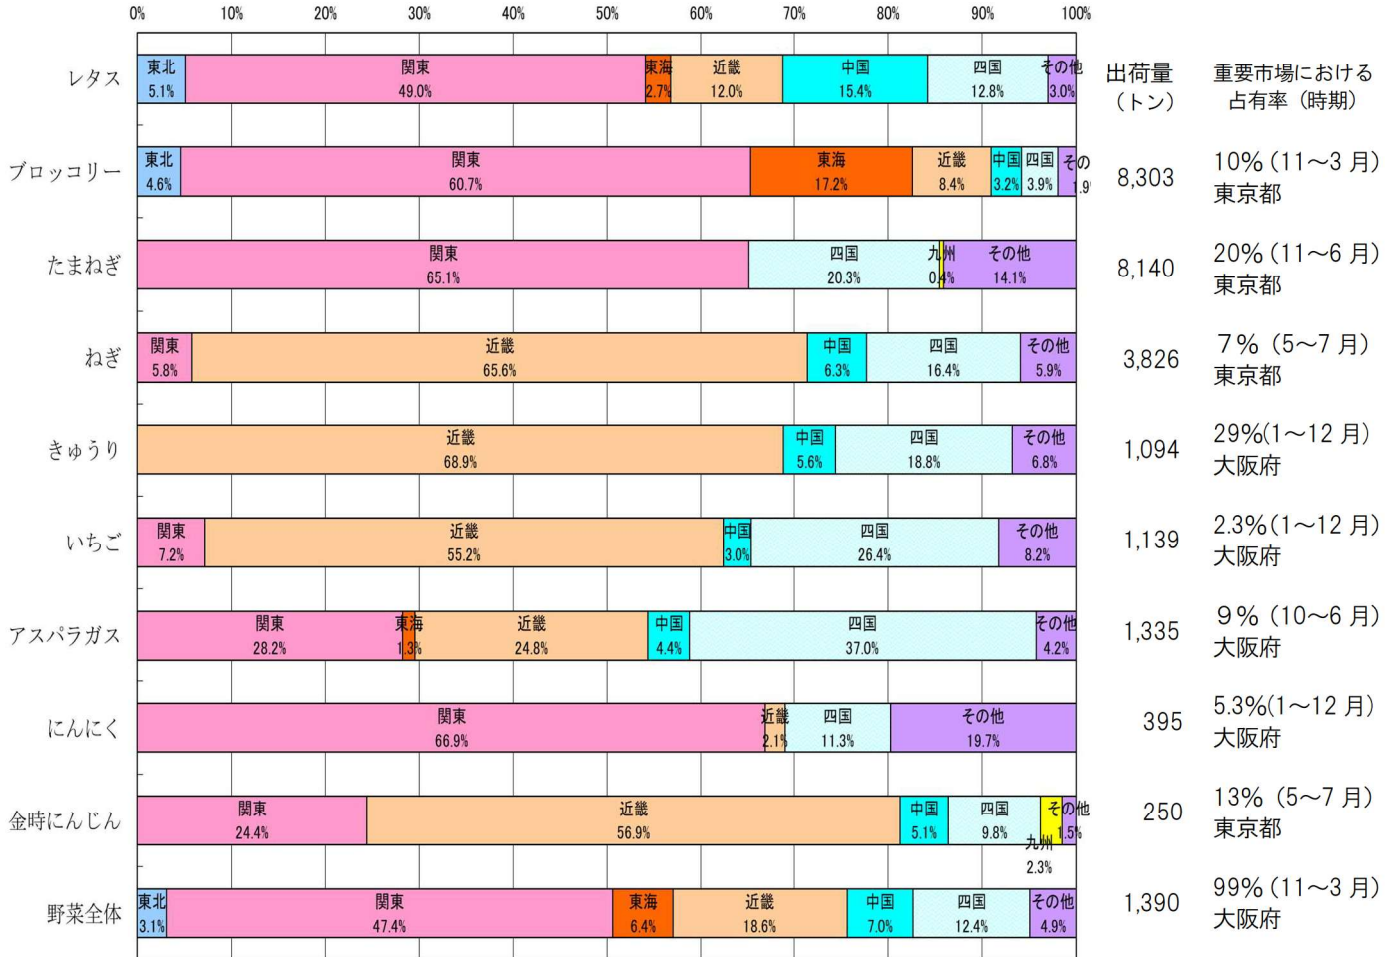 0% 10% 20% 30% 40% 50% 60% 70% 80% 90% 100%
出荷量
（トン）
重要市場における
占有率（時期）
レタス
東北 関東 東海 近畿 中国 四国 その他
5.1% 49.0% 2.7% 12.0% 15.4% 12.8% 3.0%
ブロッコリー
東北 関東 東海 近畿 中国 四国 その
4.6% 60.7% 17.2% 8.4% 3.2% 3.9% 1.9
8,303
10%(11～3月)
東京都
たまねぎ
関東 四国 九州 その他
65.1% 20.3% 0.4% 14.1%
8,140
20%(11～6月)
東京都
ねぎ
関東 近畿 中国 四国 その他
5.8% 65.6% 6.3% 16.4% 5.9%
3,826
７％（5～7月）
東京都
きゅうり
近畿 中国 四国 その他
68.9% 5.6% 18.8% 6.8%
1,094
29%(1～12月)
大阪府
いちご
関東 近畿 中国 四国 その他
7.2% 55.2% 3.0% 26.4% 8.2%
1,139
2.3%(1～12月)
大阪府
アスパラガス
関東 東海 近畿 中国 四国 その他
28.2% 1.3% 24.8% 4.4% 37.0% 4.2%
1,335
９％（10～6月）
大阪府
にんにく
関東 近畿 四国 その他
66.9% 2.1% 11.3% 19.7%
395
5.3%(1～12月)
大阪府
金時にんじん
関東 近畿 中国 四国 その他
24.4% 56.9% 5.1% 9.8% 1.5%
九州
2.3%
250
13%（5～7月）
東京都
野菜全体
東北 関東 東海 近畿 中国 四国 その他
3.1% 47.4% 6.4% 18.6% 7.0% 12.4% 4.9%
1,390
99%(11～3月)
大阪府